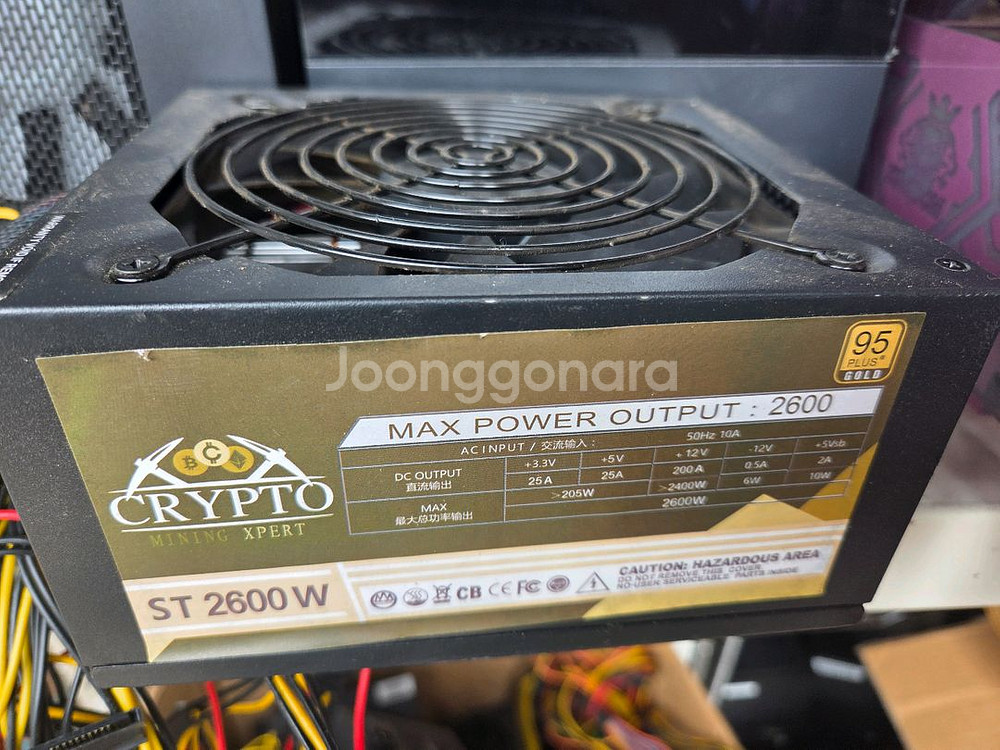 Joonggonara
95
PLUS®
GOLD
MAX POWER OUTPUT : 2600
AC INPUT / 交流输入 : 50Hz 10A
DC OUTPUT 直流输出 +3.3V +5V +12V -12V +5Vsb
25A 25A 200A 0.5A 2A
MAX 最大总功率输出 >205W >2400W 6W 10W
2600W
CRYPTO
MINING XPERT
ST 2600 W
CB CE FC
CAUTION: HAZARDOUS AREA
DO NOT REMOVE THIS COVER.
NO-USER SERVICEABLE PARTS INSIDE